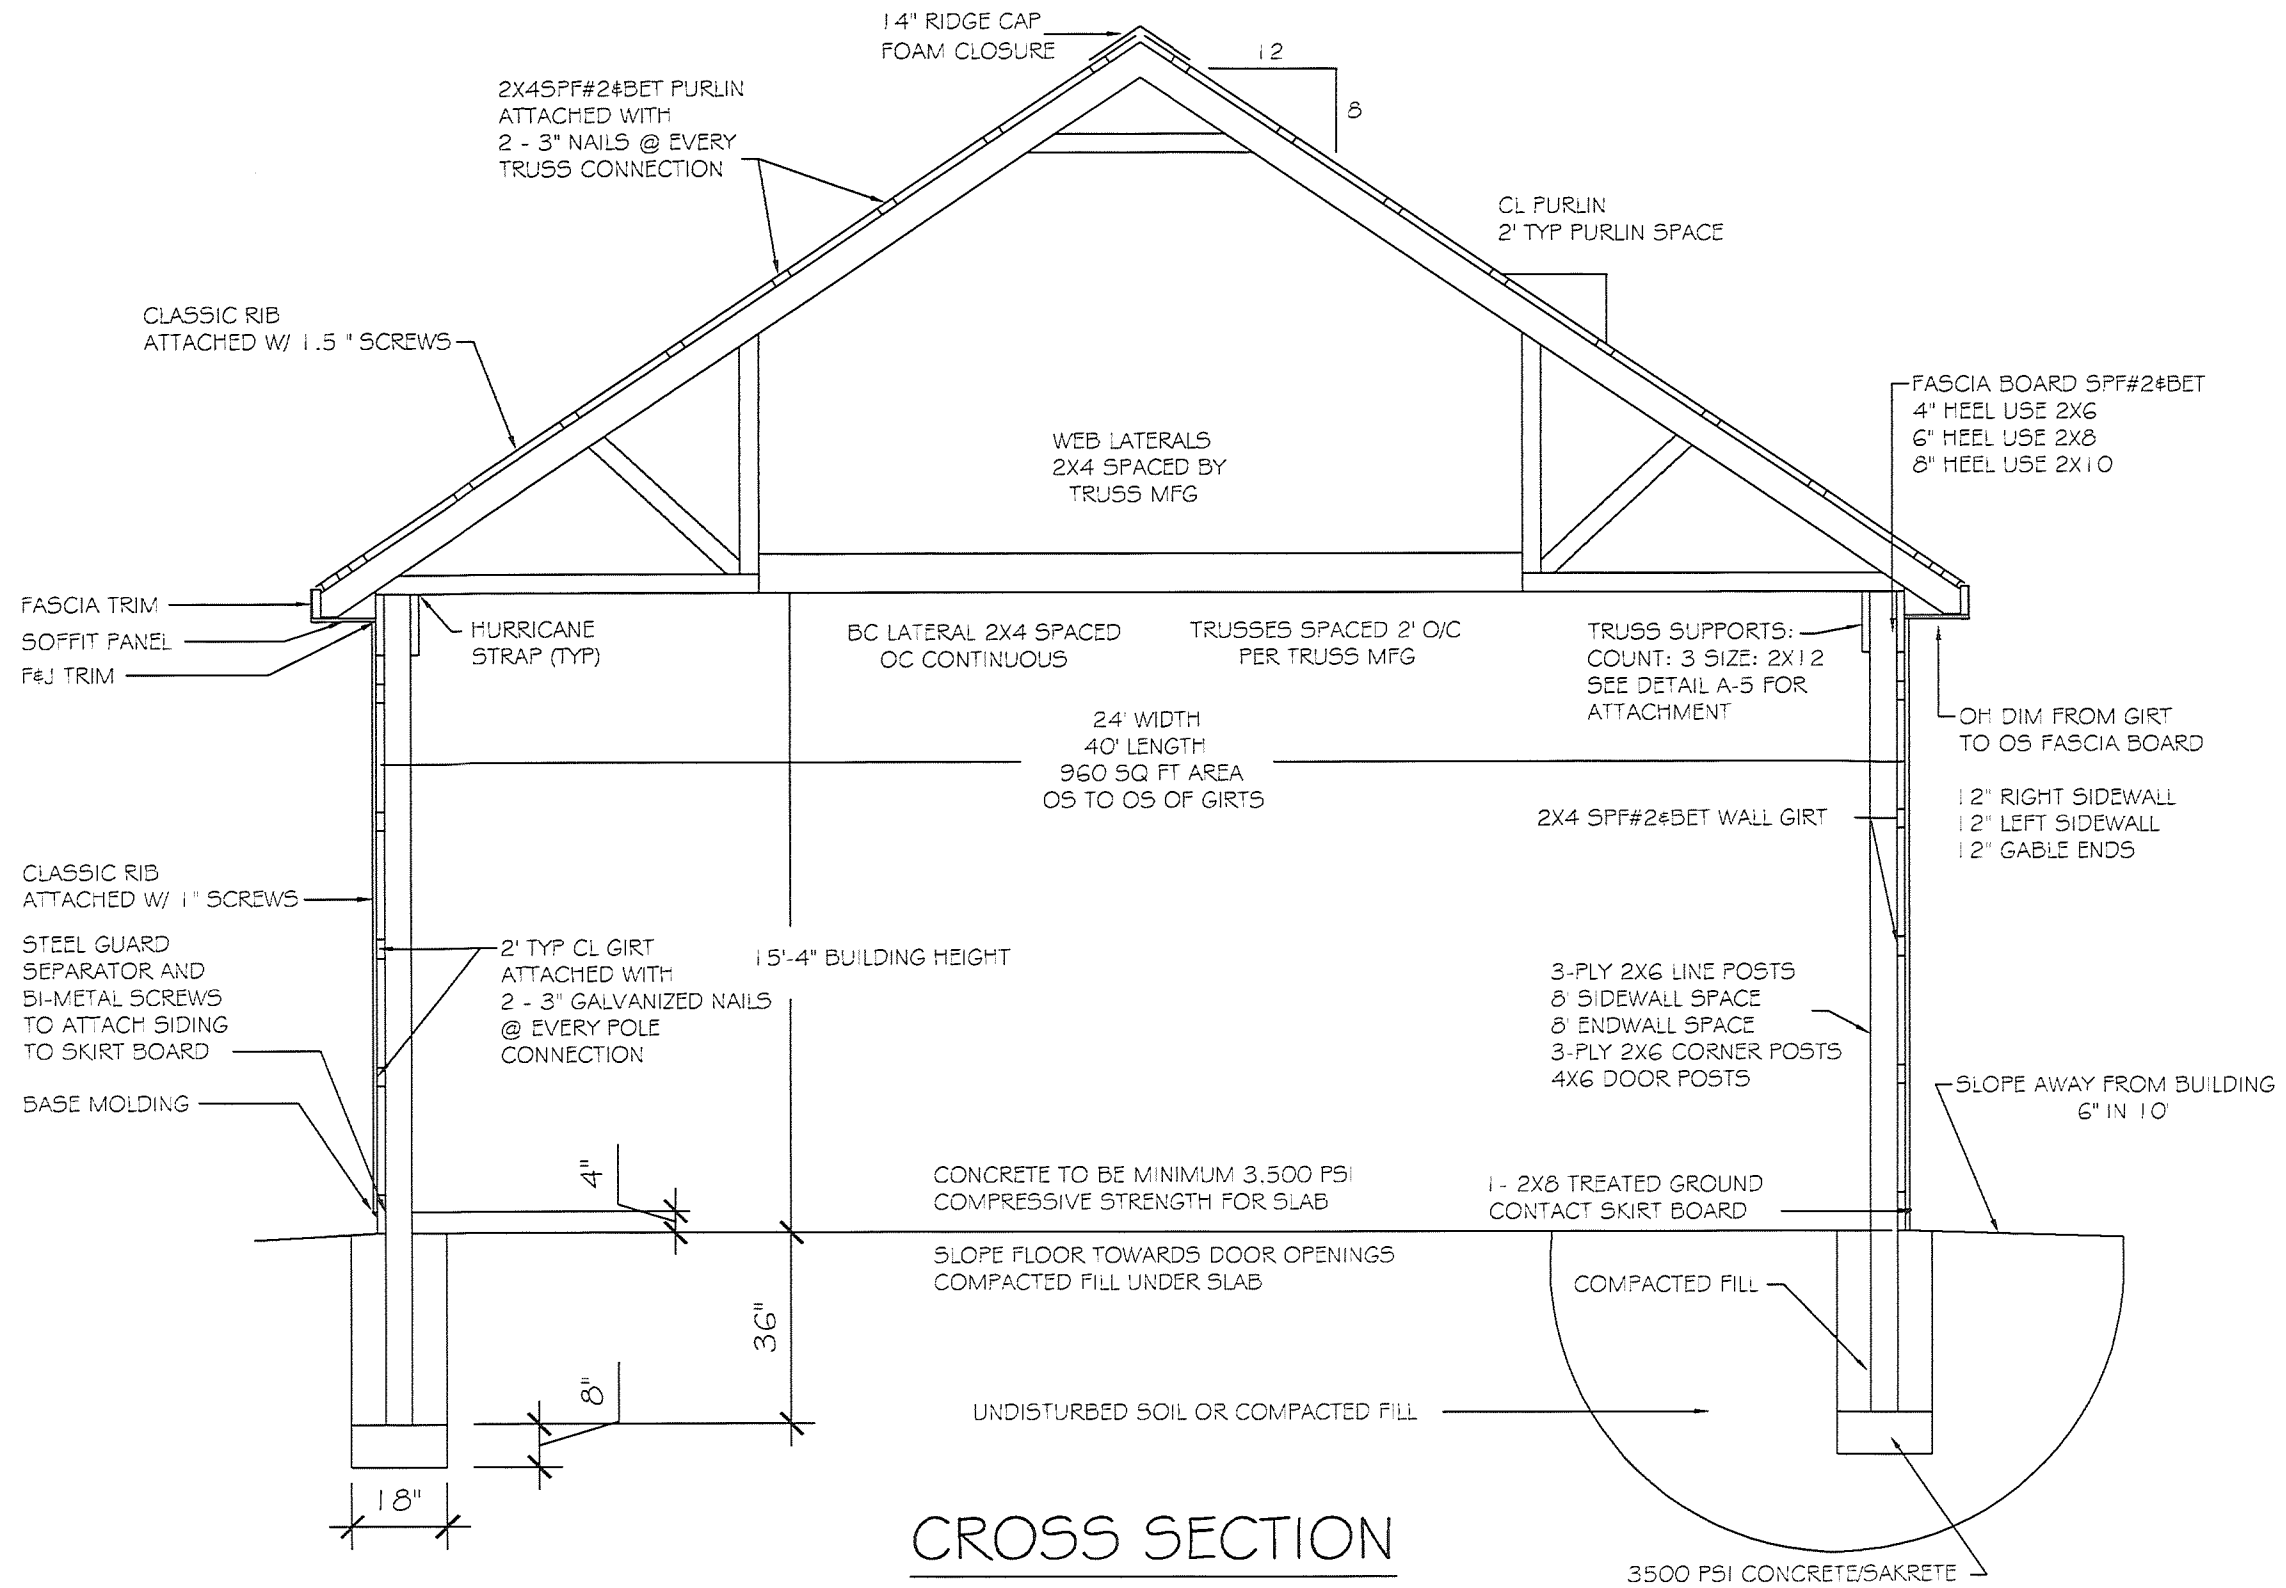 14" RIDGE CAP
FOAM CLOSURE
12
8
2X4SPF#2&BET PURLIN
ATTACHED WITH
2 - 3" NAILS @ EVERY
TRUSS CONNECTION
CL PURLIN
2' TYP PURLIN SPACE
CLASSIC RIB
ATTACHED W/ 1.5 " SCREWS
FASCIA BOARD SPF#2&BET
4" HEEL USE 2X6
6" HEEL USE 2X8
8" HEEL USE 2X10
WEB LATERALS
2X4 SPACED BY
TRUSS MFG
FASCIA TRIM
SOFFIT PANEL
F&J TRIM
HURRICANE
STRAP (TYP)
BC LATERAL 2X4 SPACED
OC CONTINUOUS
TRUSSES SPACED 2' O/C
PER TRUSS MFG
TRUSS SUPPORTS:
COUNT: 3 SIZE: 2X12
SEE DETAIL A-5 FOR
ATTACHMENT
OH DIM FROM GIRT
TO OS FASCIA BOARD
12" RIGHT SIDEWALL
12" LEFT SIDEWALL
12" GABLE ENDS
24' WIDTH
40' LENGTH
960 SQ FT AREA
OS TO OS OF GIRTS
2X4 SPF#2&BET WALL GIRT
CLASSIC RIB
ATTACHED W/ 1" SCREWS
STEEL GUARD
SEPARATOR AND
BI-METAL SCREWS
TO ATTACH SIDING
TO SKIRT BOARD
BASE MOLDING
2' TYP CL GIRT
ATTACHED WITH
2 - 3" GALVANIZED NAILS
@ EVERY POLE
CONNECTION
15'-4" BUILDING HEIGHT
3-PLY 2X6 LINE POSTS
8' SIDEWALL SPACE
8' ENDWALL SPACE
3-PLY 2X6 CORNER POSTS
4X6 DOOR POSTS
SLOPE AWAY FROM BUILDING
6" IN 10'
4"
CONCRETE TO BE MINIMUM 3,500 PSI
COMPRESSIVE STRENGTH FOR SLAB
1- 2X8 TREATED GROUND
CONTACT SKIRT BOARD
SLOPE FLOOR TOWARDS DOOR OPENINGS
COMPACTED FILL UNDER SLAB
COMPACTED FILL
36"
8"
UNDISTURBED SOIL OR COMPACTED FILL
18"
CROSS SECTION
3500 PSI CONCRETE/SAKRETE